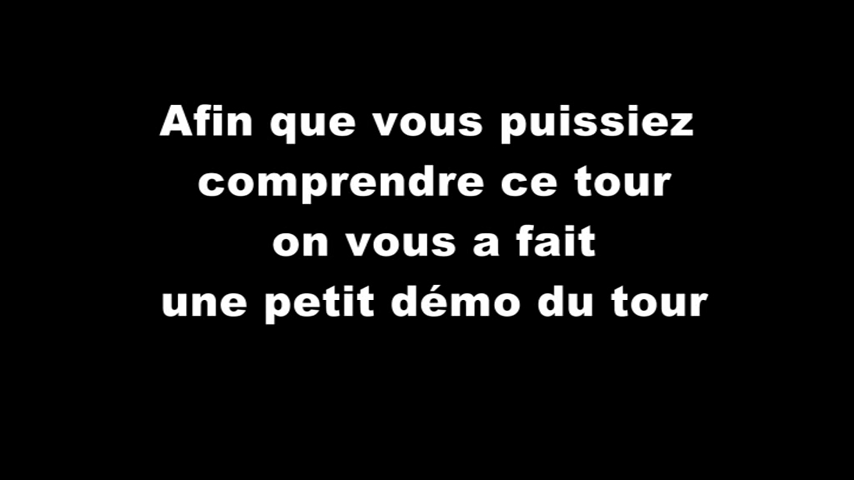 Afin que vous puissiez
comprendre ce tour
on vous a fait
une petit démo du tour